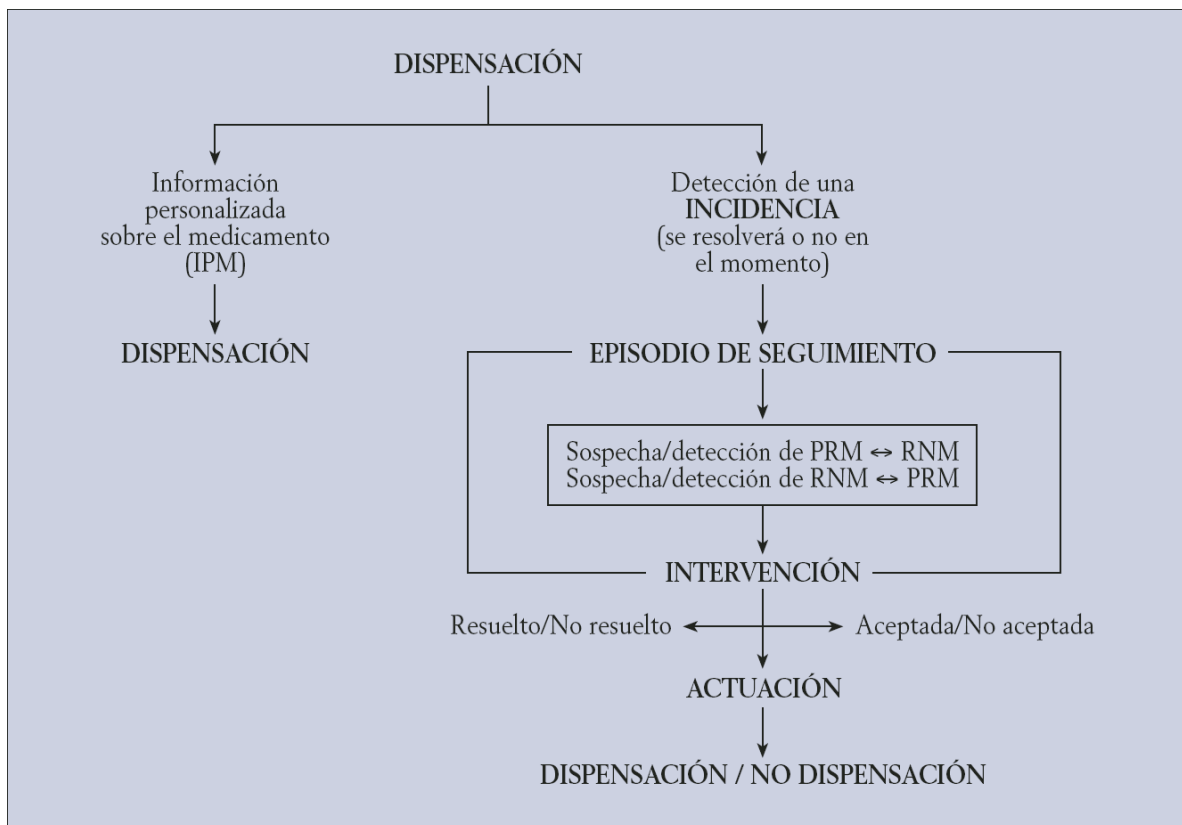 DISPENSACIÓN
Información
personalizada
sobre el medicamento
(IPM)
DISPENSACIÓN
Detección de una
INCIDENCIA
(se resolverá o no en
el momento)
EPISODIO DE SEGUIMIENTO
Sospecha/detección de PRM ↔ RNM
Sospecha/detección de RNM ↔ PRM
INTERVENCIÓN
Resuelto/No resuelto
Aceptada/No aceptada
ACTUACIÓN
DISPENSACIÓN / NO DISPENSACIÓN